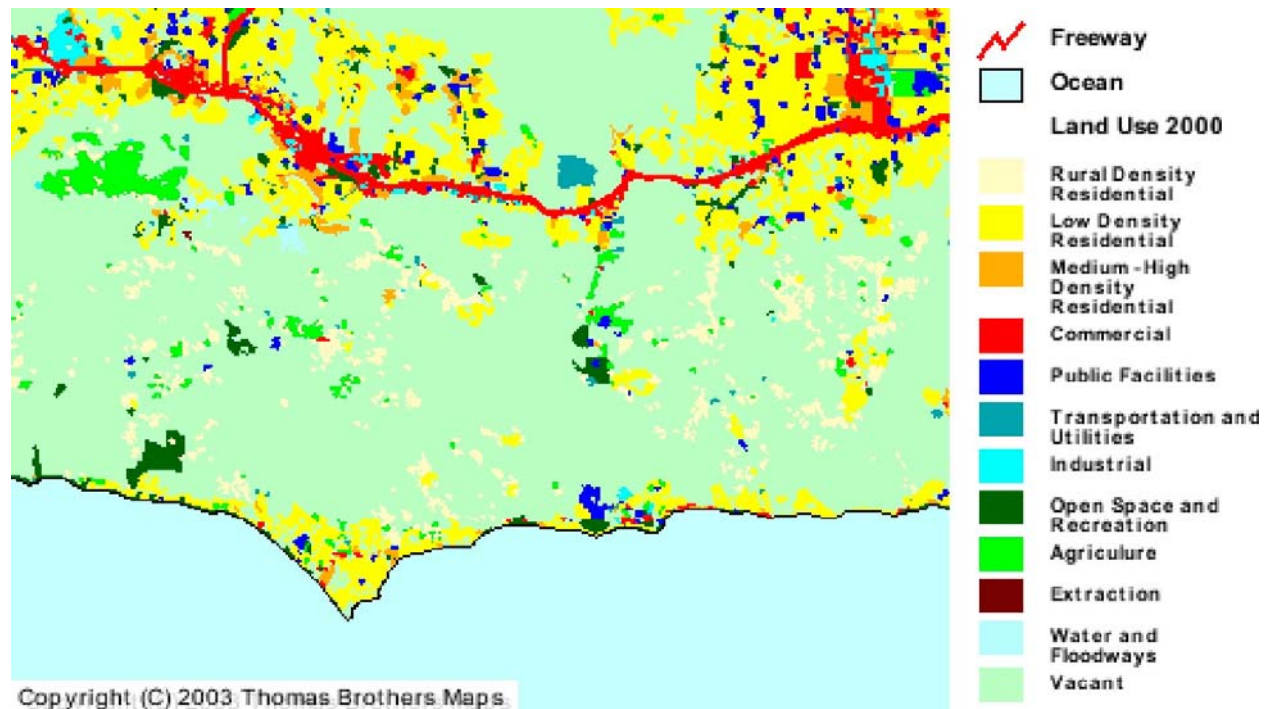 Freeway
Ocean
Land Use 2000
Rural Density
Residential
Low Density
Residential
Medium-High
Density
Residential
Commercial
Public Facilities
Transportation and
Utilities
Industrial
Open Space and
Recreation
Agriculure
Extraction
Water and
Floodways
Vacant
Copyright (C) 2003 Thomas Brothers Maps